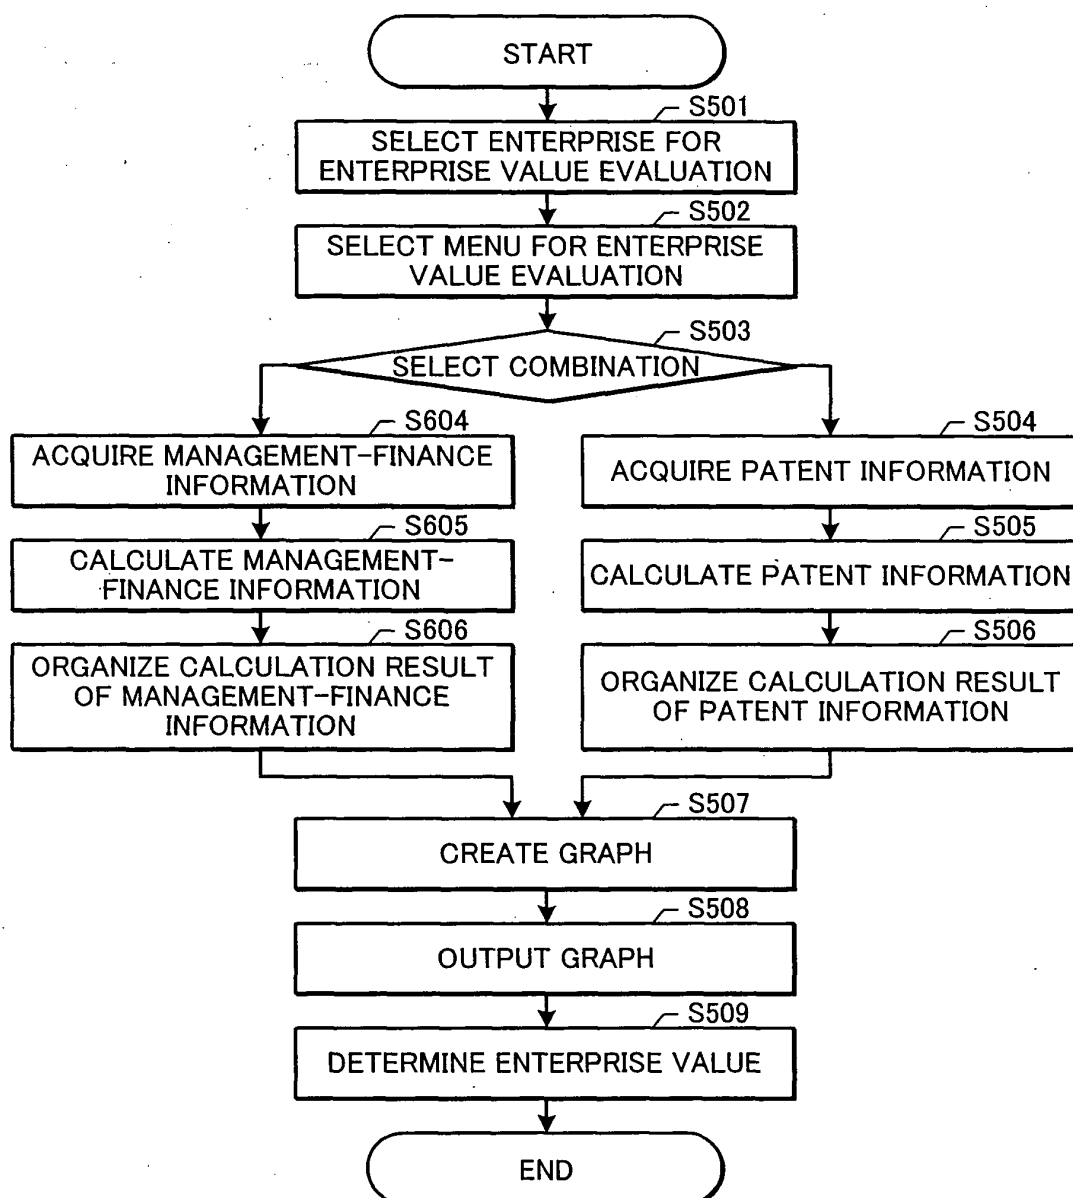 START
S501
SELECT ENTERPRISE FOR
ENTERPRISE VALUE EVALUATION
S502
SELECT MENU FOR ENTERPRISE
VALUE EVALUATION
S503
SELECT COMBINATION
S604
ACQUIRE MANAGEMENT-FINANCE
INFORMATION
S605
CALCULATE MANAGEMENT-
FINANCE INFORMATION
S606
ORGANIZE CALCULATION RESULT
OF MANAGEMENT-FINANCE
INFORMATION
S504
ACQUIRE PATENT INFORMATION
S505
CALCULATE PATENT INFORMATION
S506
ORGANIZE CALCULATION RESULT
OF PATENT INFORMATION
S507
CREATE GRAPH
S508
OUTPUT GRAPH
S509
DETERMINE ENTERPRISE VALUE
END